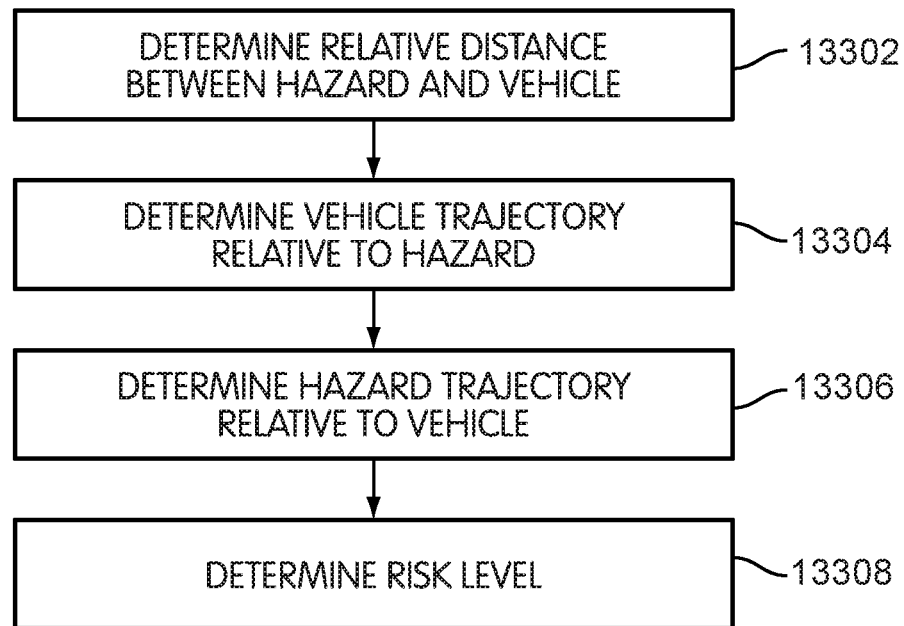 DETERMINE RELATIVE DISTANCE
BETWEEN HAZARD AND VEHICLE
13302
DETERMINE VEHICLE TRAJECTORY
RELATIVE TO HAZARD
13304
DETERMINE HAZARD TRAJECTORY
RELATIVE TO VEHICLE
13306
DETERMINE RISK LEVEL
13308